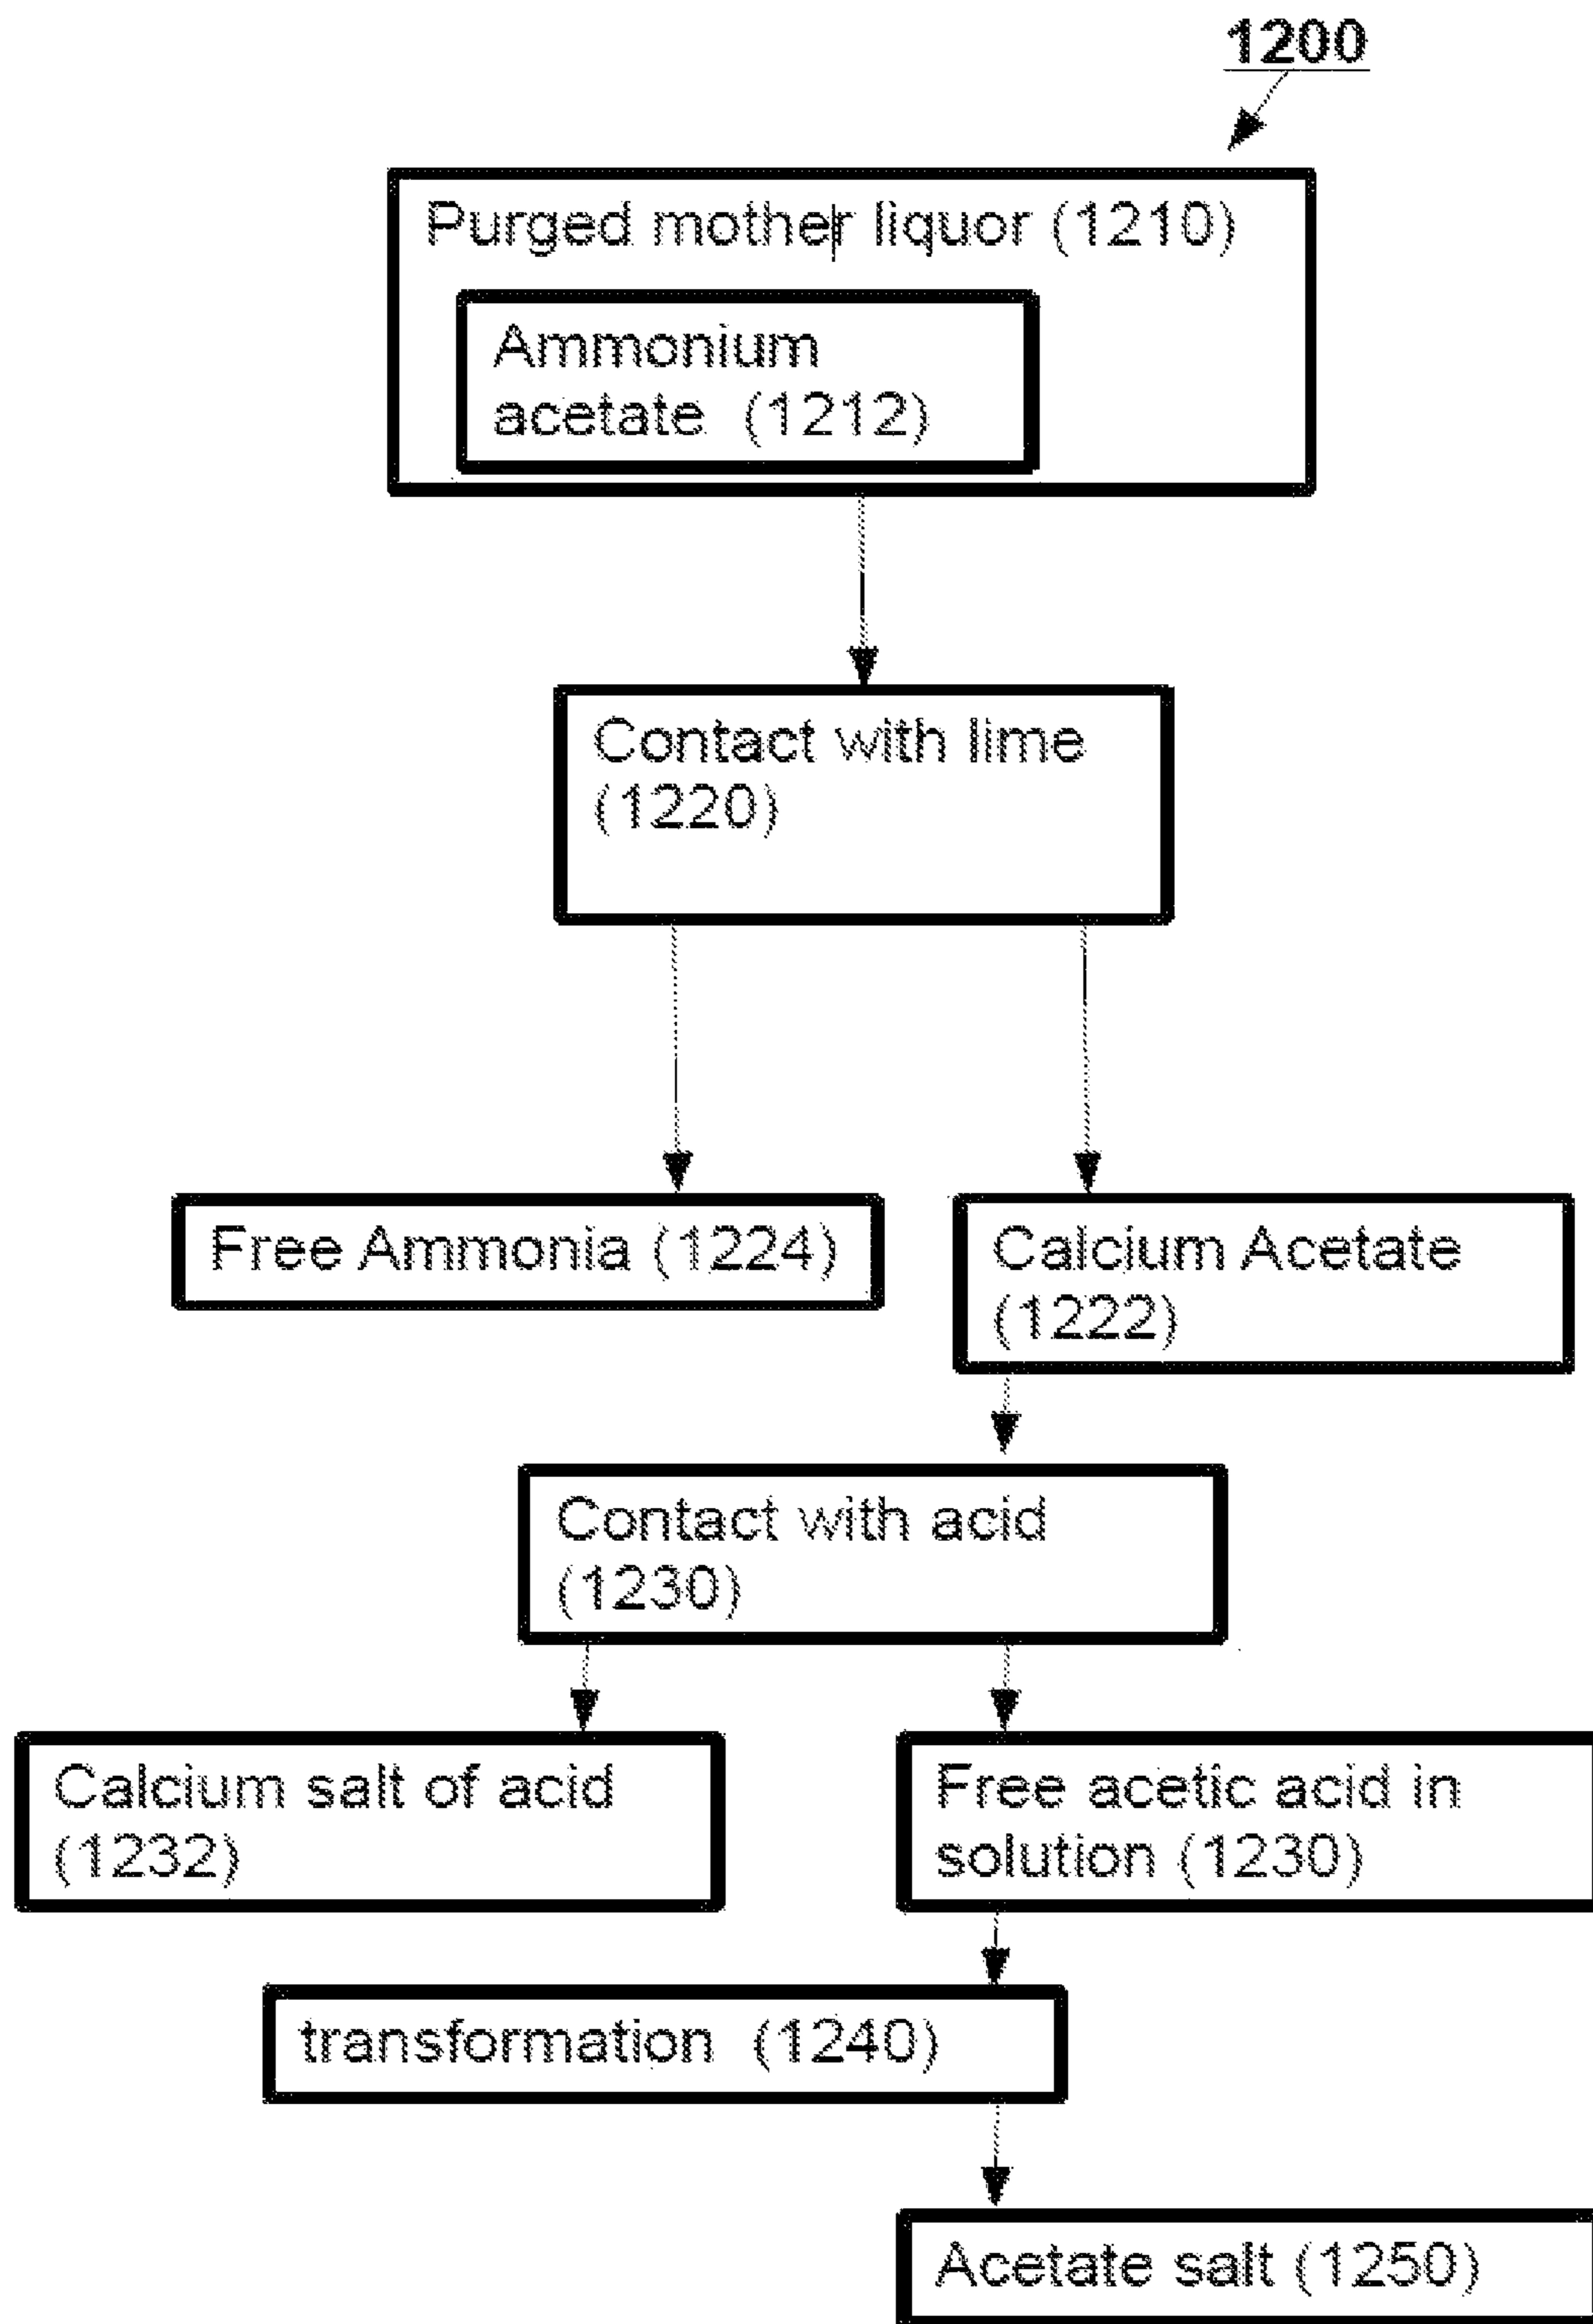 1200
Purged mother liquor (1210)
Ammonium
acetate (1212)
Contact with lime
(1220)
Free Ammonia (1224)
Calcium Acetate
(1222)
Contact with acid
(1230)
Calcium salt of acid
(1232)
Free acetic acid in
solution (1230)
transformation (1240)
Acetate salt (1250)